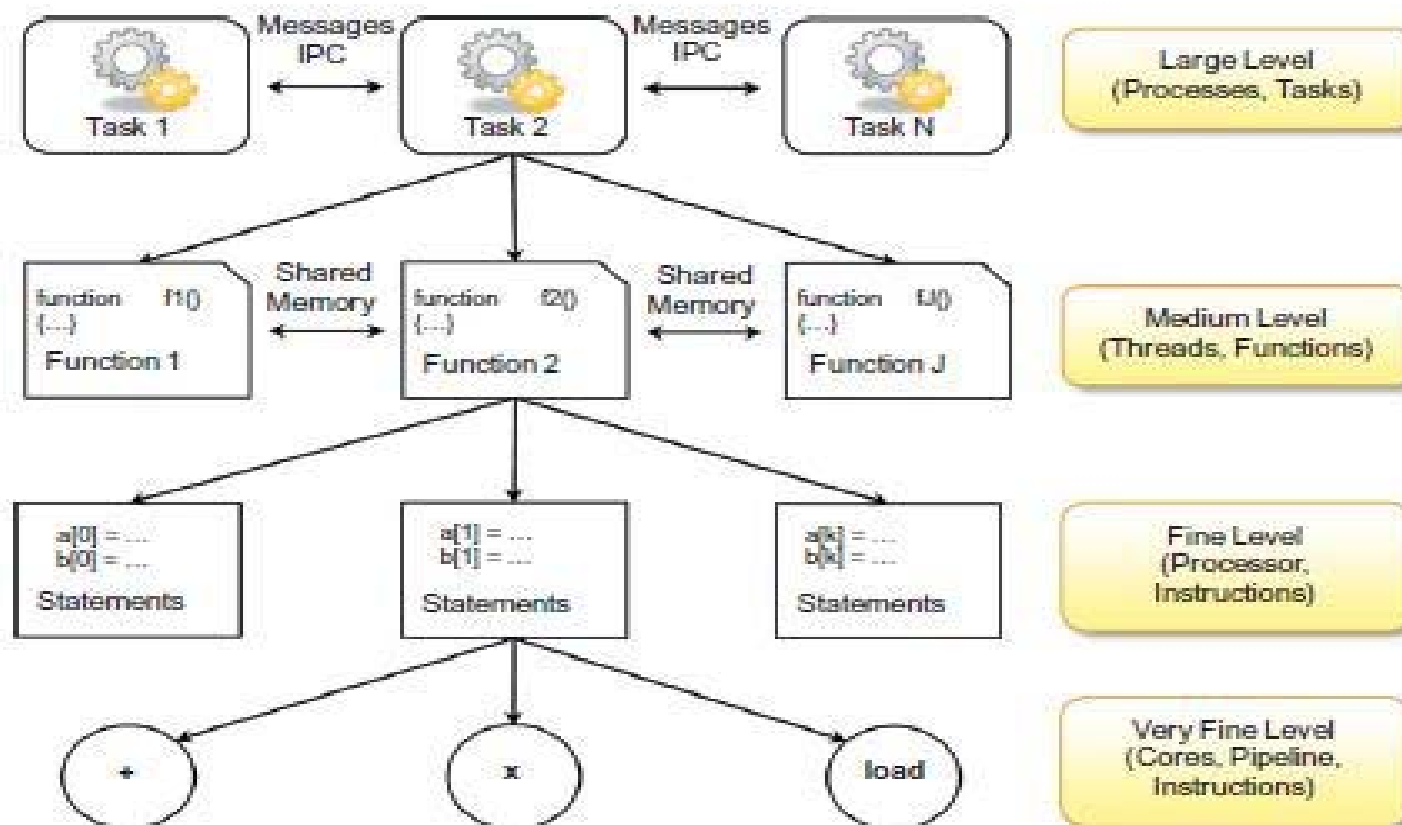 Messages
IPC
Messages
IPC
Task 1
Task 2
Task N
Large Level
(Processes, Tasks)
function f1()
{...}
Function 1
Shared
Memory
function f2()
{...}
Function 2
Shared
Memory
function fJ()
{...}
Function J
Medium Level
(Threads, Functions)
a[0] = ...
b[0] = ...
Statements
a[1] = ...
b[1] = ...
Statements
a[k] = ...
b[k] = ...
Statements
Fine Level
(Processor,
Instructions)
+
x
load
Very Fine Level
(Cores, Pipeline,
Instructions)